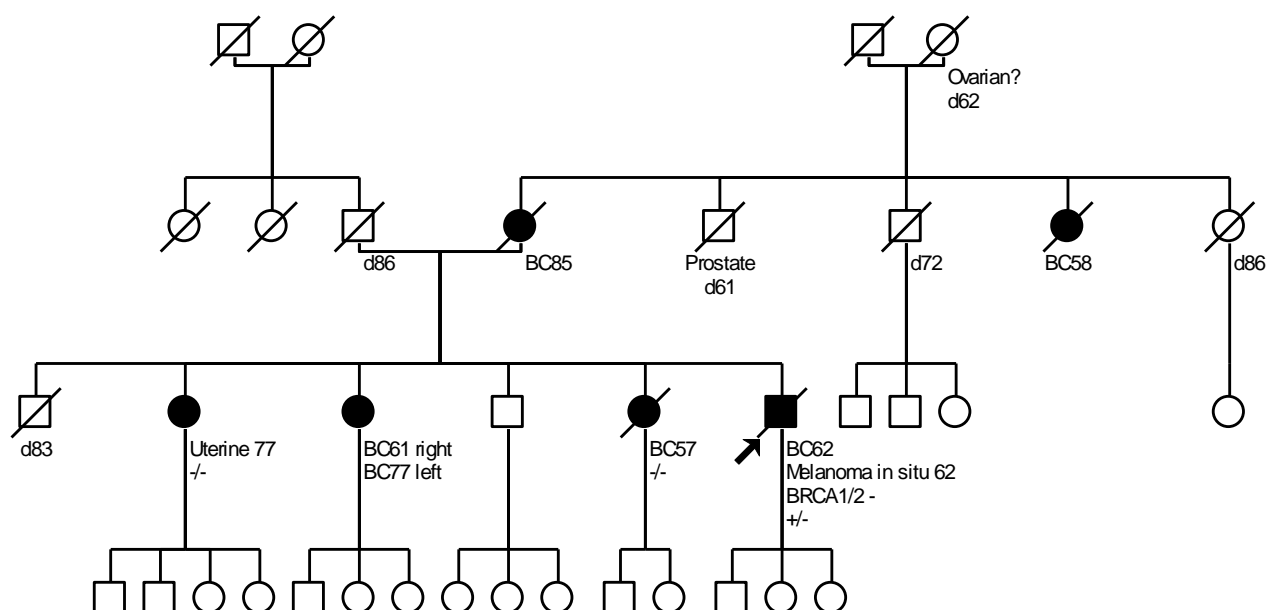 Ovarian?
d62
d86
BC85
Prostate
d61
d72
BC58
d86
d83
Uterine 77
-/-
BC61 right
BC77 left
BC57
-/-
BC62
Melanoma in situ 62
BRCA1/2 -
+/-